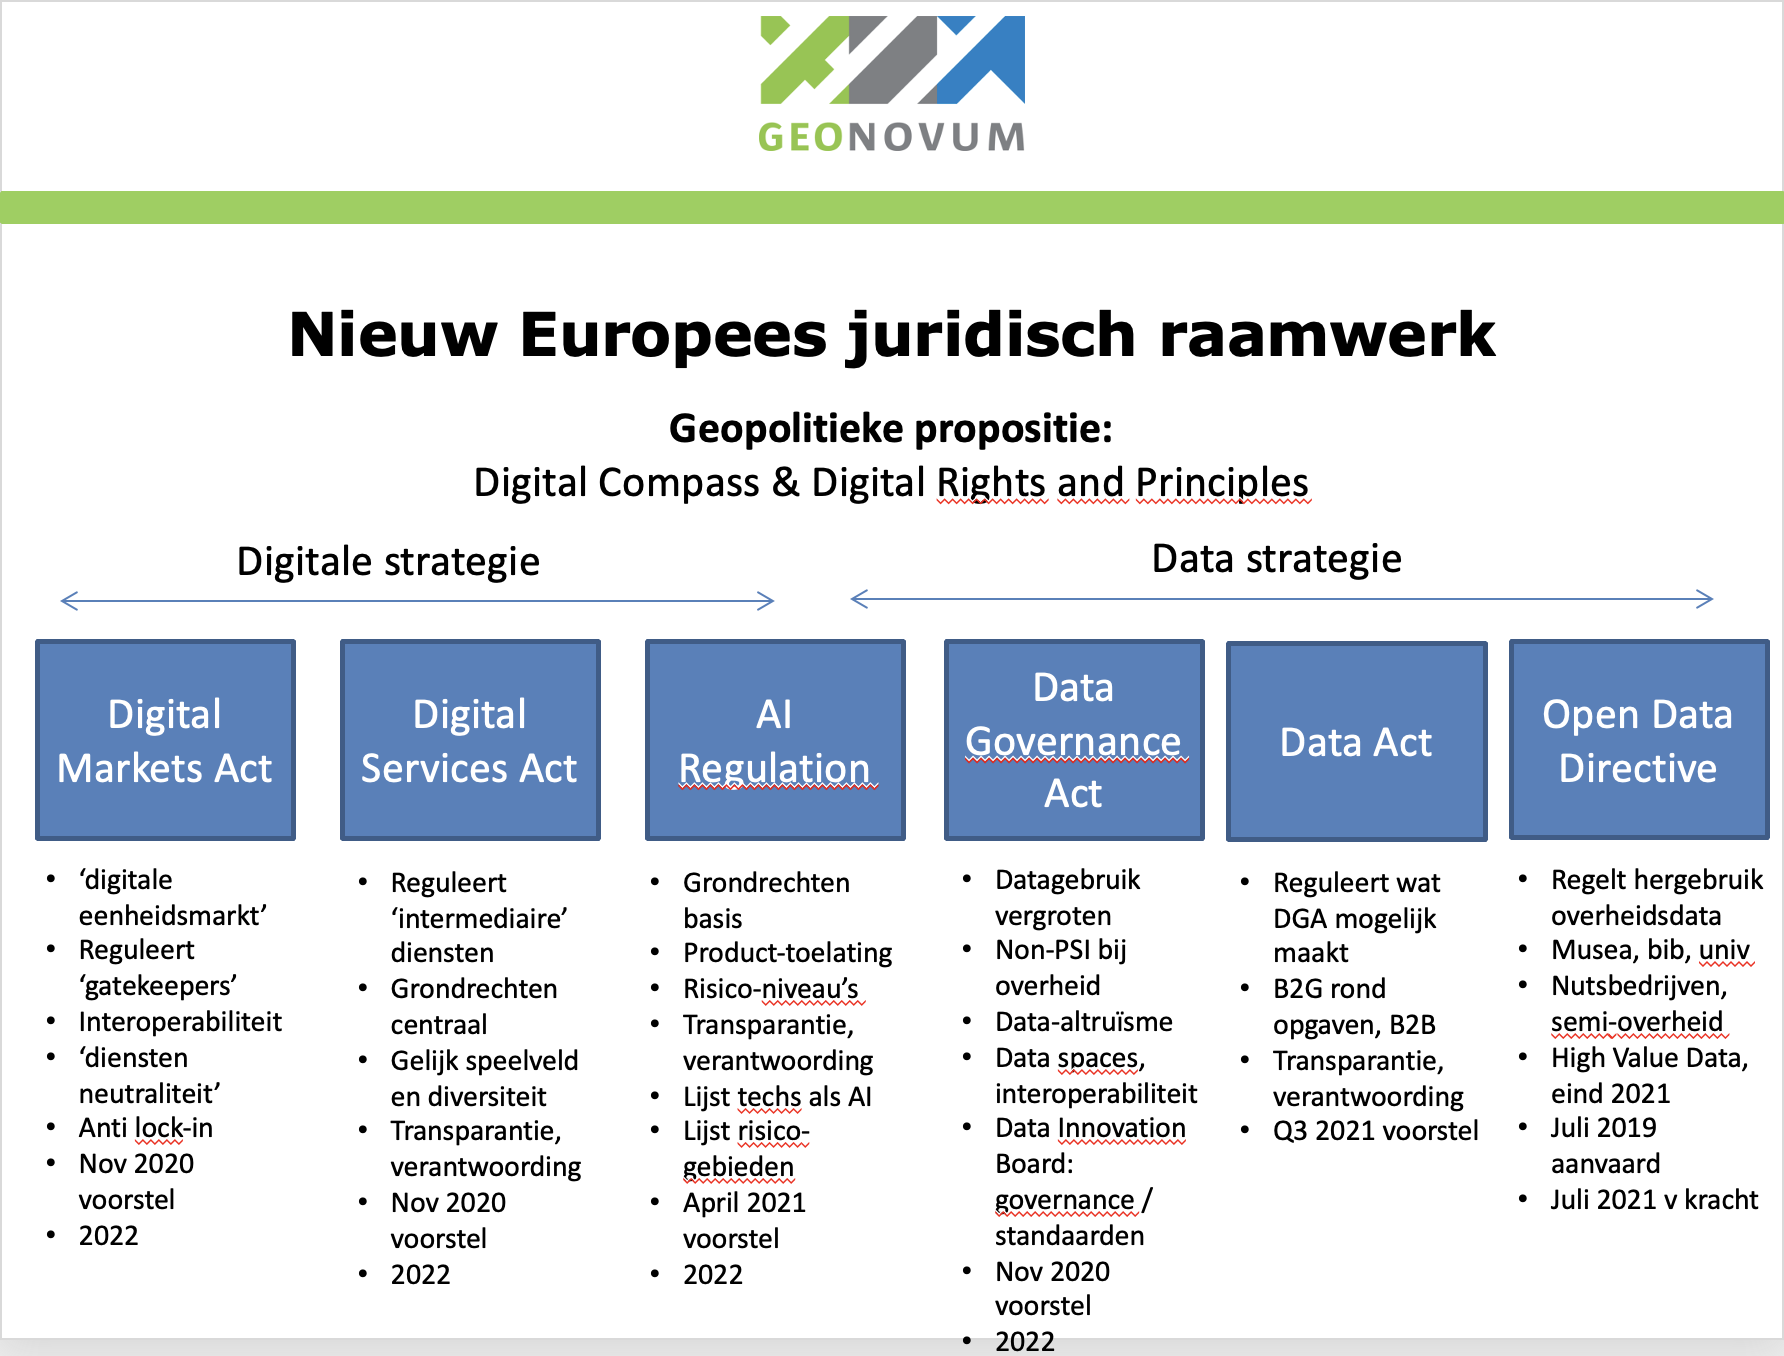 GEONOVUM
Nieuw Europees juridisch raamwerk
Geopolitieke propositie:
Digital Compass & Digital Rights and Principles
Digitale strategie
Data strategie
Digital
Markets Act
Digital
Services Act
AI
Regulation
Data
Governance
Act
Data Act
Open Data
Directive
• ‘digitale
eenheidsmarkt’
• Reguleert
‘gatekeepers’
• Interoperabiliteit
• ‘diensten
neutraliteit’
• Anti lock-in
• Nov 2020
voorstel
• 2022
• Reguleert
‘intermediaire’
diensten
• Grondrechten
centraal
• Gelijk speelveld
en diversiteit
• Transparantie,
verantwoording
• Nov 2020
voorstel
• 2022
• Grondrechten
basis
• Product-toelating
• Risico-niveau’s
• Transparantie,
verantwoording
• Lijst techs als AI
• Lijst risico-
gebieden
• April 2021
voorstel
• 2022
• Datagebruik
vergroten
• Non-PSI bij
overheid
• Data-altruïsme
• Data spaces,
interoperabiliteit
• Data Innovation
Board:
governance /
standaarden
• Nov 2020
voorstel
• 2022
• Reguleert wat
DGA mogelijk
maakt
• B2G rond
opgaven, B2B
• Transparantie,
verantwoording
• Q3 2021 voorstel
• Regelt hergebruik
overheidsdata
• Musea, bib, univ
• Nutsbedrijven,
semi-overheid
• High Value Data,
eind 2021
• Juli 2019
aanvaard
• Juli 2021 v kracht